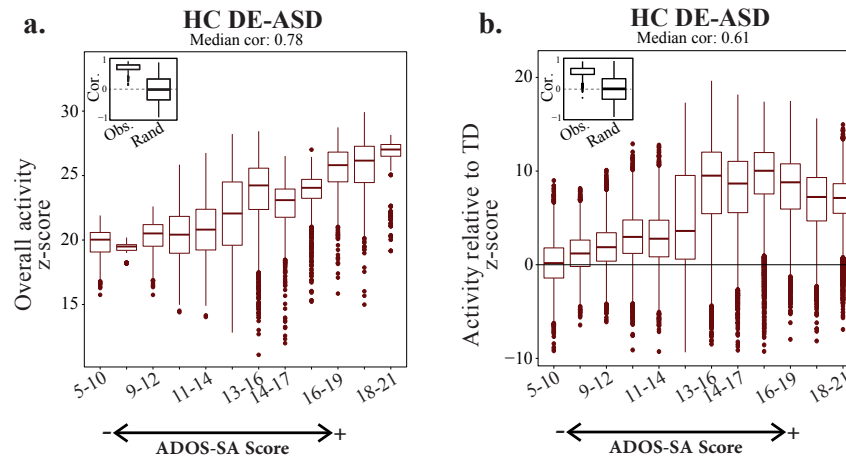 a.
HC DE-ASD
Median cor: 0.78
Cor.
1
0
−1
Obs.
Rand
Overall activity
z-score
30
25
20
15
5-10
9-12
11-14
13-16
14-17
16-19
18-21
- +
ADOS-SA Score
b.
HC DE-ASD
Median cor: 0.61
Cor.
1
0
−1
Obs.
Rand
Activity relative to TD
z-score
20
10
0
−10
5-10
9-12
11-14
13-16
14-17
16-19
18-21
- +
ADOS-SA Score